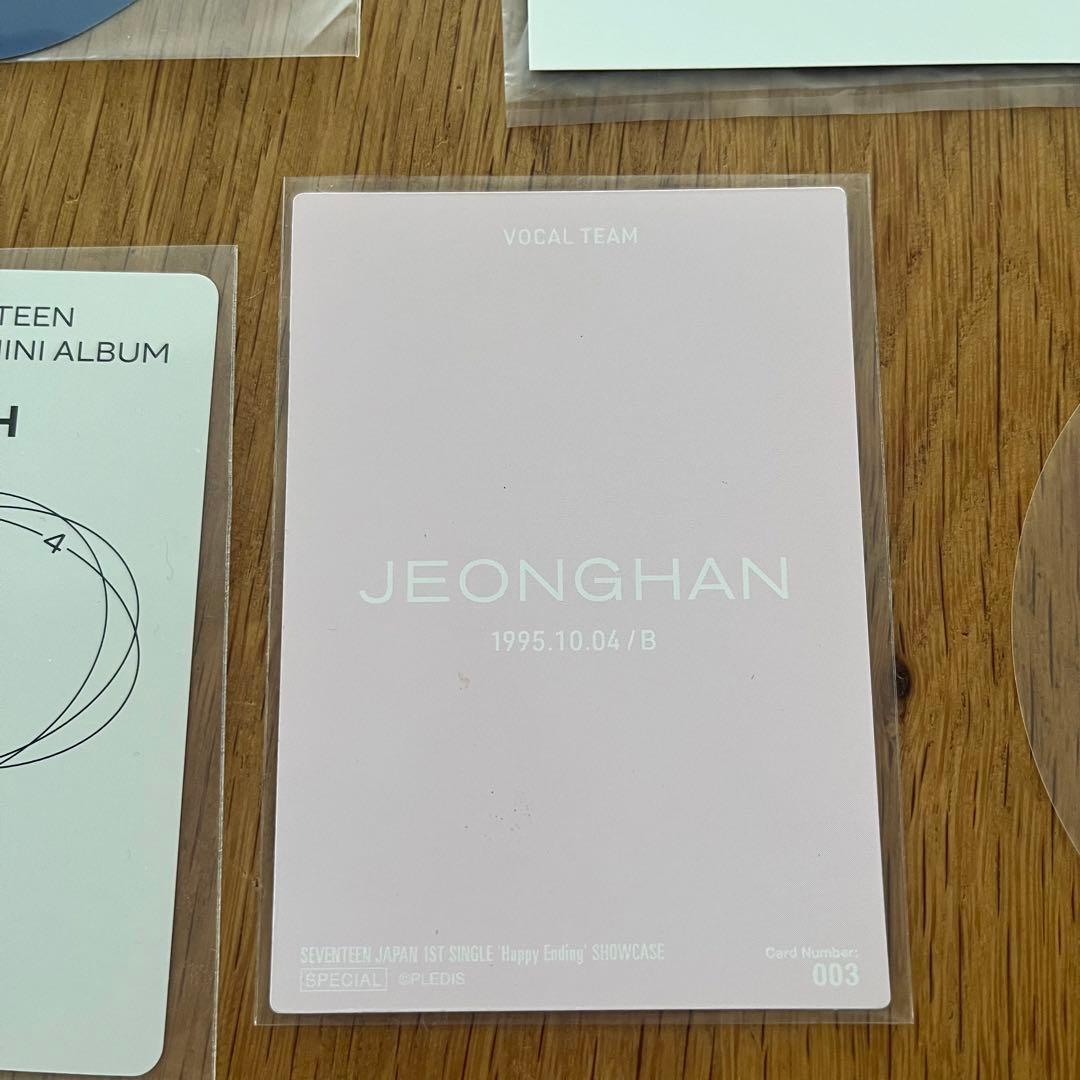 TEEN
MINI ALBUM
H
4
VOCAL TEAM
JEONGHAN
1995.10.04 / B
SEVENTEEN JAPAN 1ST SINGLE 'Happy Ending' SHOWCASE
SPECIAL ©PLEDIS
Card Number:
003